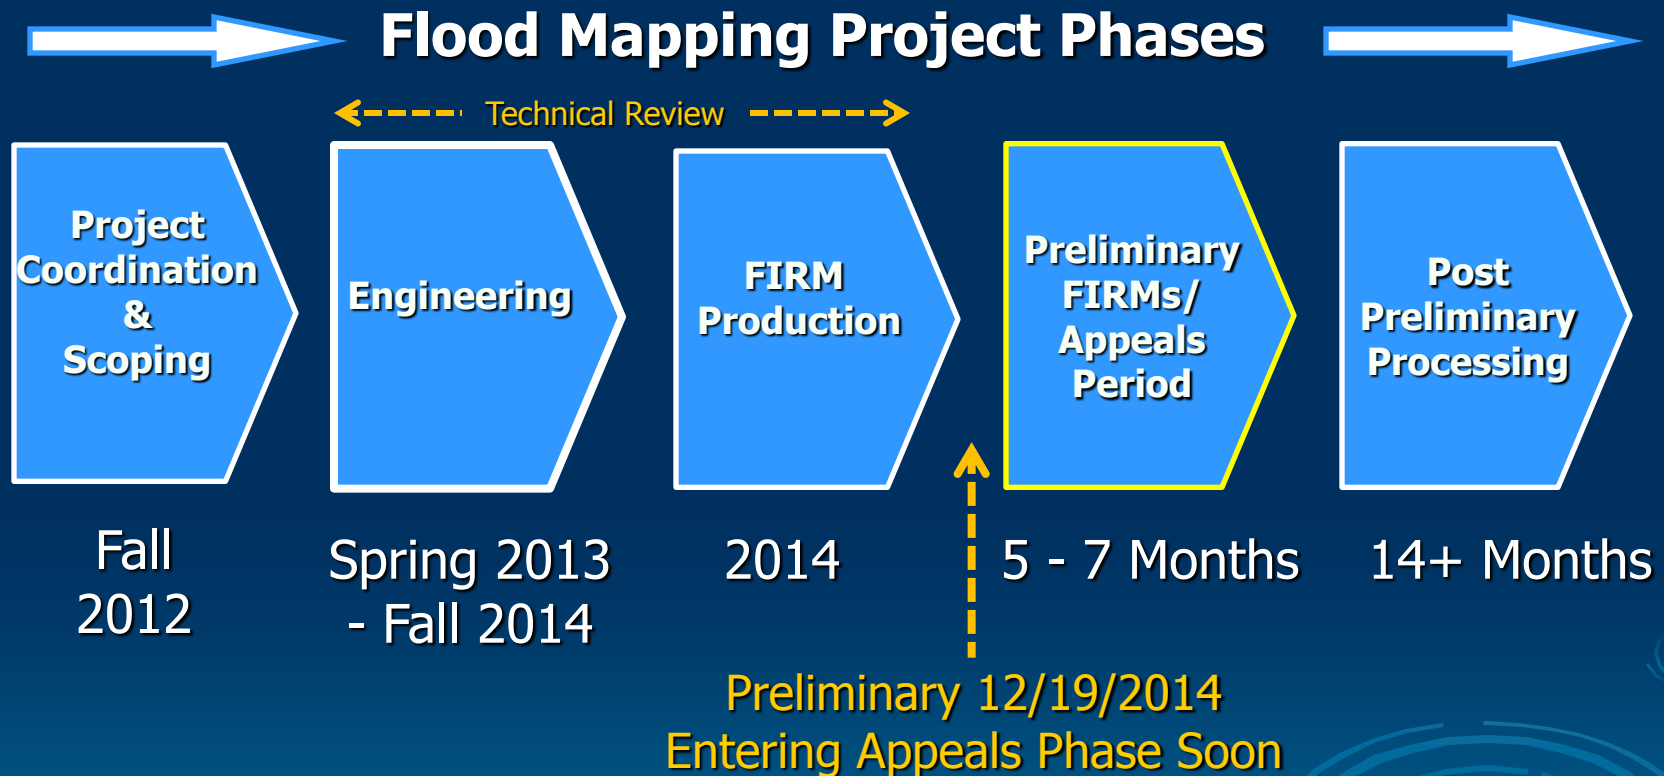 Flood Mapping Project Phases
Technical Review
Project
Coordination
&
Scoping
Engineering
FIRM
Production
Preliminary
FIRMs/
Appeals
Period
Post
Preliminary
Processing
Fall
2012
Spring 2013
- Fall 2014
2014
5 - 7 Months
14+ Months
Preliminary 12/19/2014
Entering Appeals Phase Soon